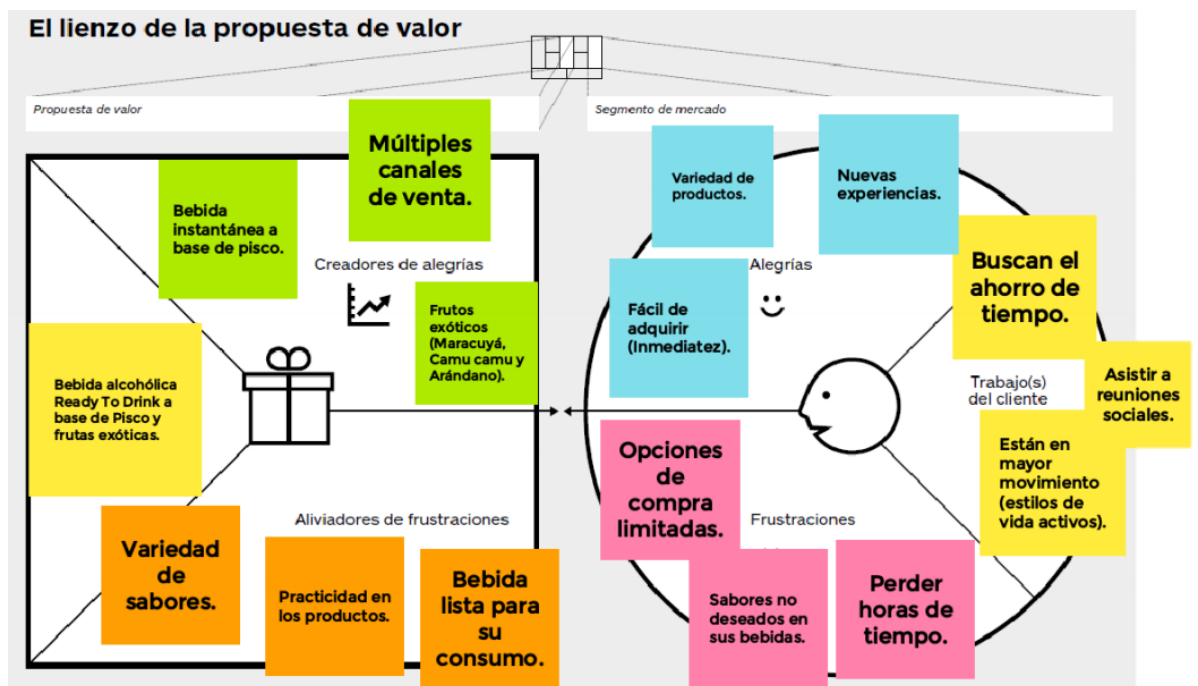 El lienzo de la propuesta de valor
Propuesta de valor
Segmento de mercado
Múltiples
canales
de venta.
Bebida
instantánea a
base de pisco.
Creadores de alegrías
Frutos
exóticos
(Maracuyá,
Camu camu y
Arándano).
Bebida alcohólica
Ready To Drink a
base de Pisco y
frutas exóticas.
Aliviadores de frustraciones
Variedad
de
sabores.
Practicidad en
los productos.
Bebida
lista para
su
consumo.
Variedad de
productos.
Nuevas
experiencias.
Alegrías
Fácil de
adquirir
(Inmediatez).
Buscan el
ahorro de
tiempo.
Trabajo(s)
del cliente
Asistir a
reuniones
sociales.
Están en
mayor
movimiento
(estilos de
vida activos).
Opciones
de
compra
limitadas.
Frustraciones
Sabores no
deseados en
sus bebidas.
Perder
horas de
tiempo.